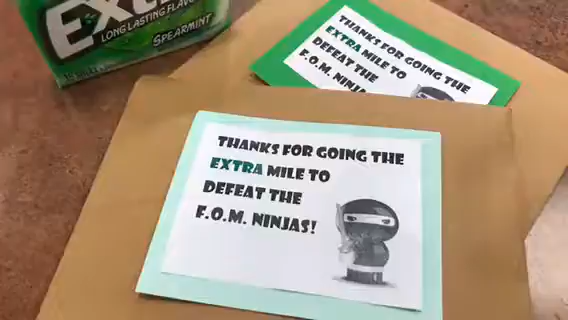 Extra
LONG LASTING FLAVOR
SPEARMINT
THANKS FOR GOING THE
EXTRA MILE TO
DEFEAT THE
F.O.M. NINJAS
THANKS FOR GOING THE
EXTRA MILE TO
DEFEAT THE
F.O.M. NINJAS!